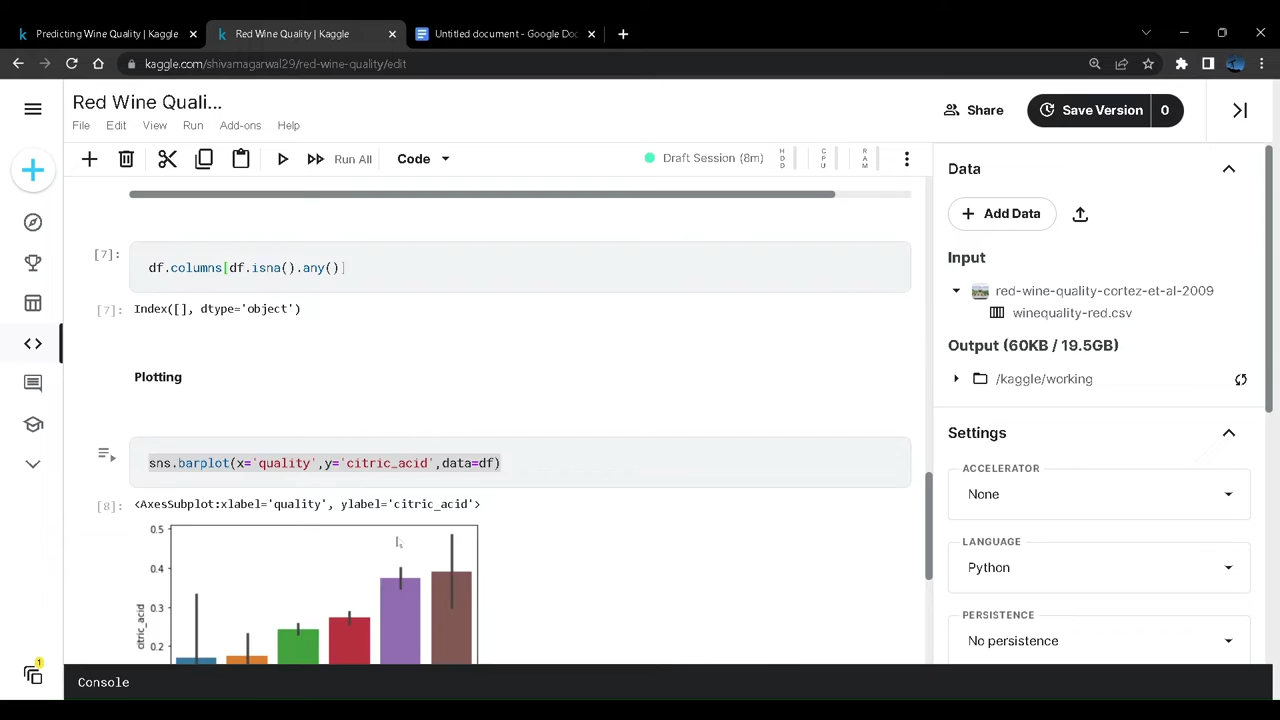 Predicting Wine Quality | Kaggle
Red Wine Quality | Kaggle
Untitled document - Google Doc
kaggle.com/shivamagarwal29/red-wine-quality/edit
Red Wine Quali...
Share
Save Version
0
File Edit View Run Add-ons Help
Run All
Code
Draft Session (8m)
HDD
CPU
RAM
[7]:
df.columns[df.isna().any()]
[7]:
Index([], dtype='object')
Plotting
sns.barplot(x='quality',y='citric_acid',data=df)
[8]:
<AxesSubplot:xlabel='quality', ylabel='citric_acid'>
0.5
0.4
0.3
0.2
citric_acid
Console
1
Data
Add Data
Input
red-wine-quality-cortez-et-al-2009
winequality-red.csv
Output (60KB / 19.5GB)
/kaggle/working
Settings
ACCELERATOR
None
LANGUAGE
Python
PERSISTENCE
No persistence